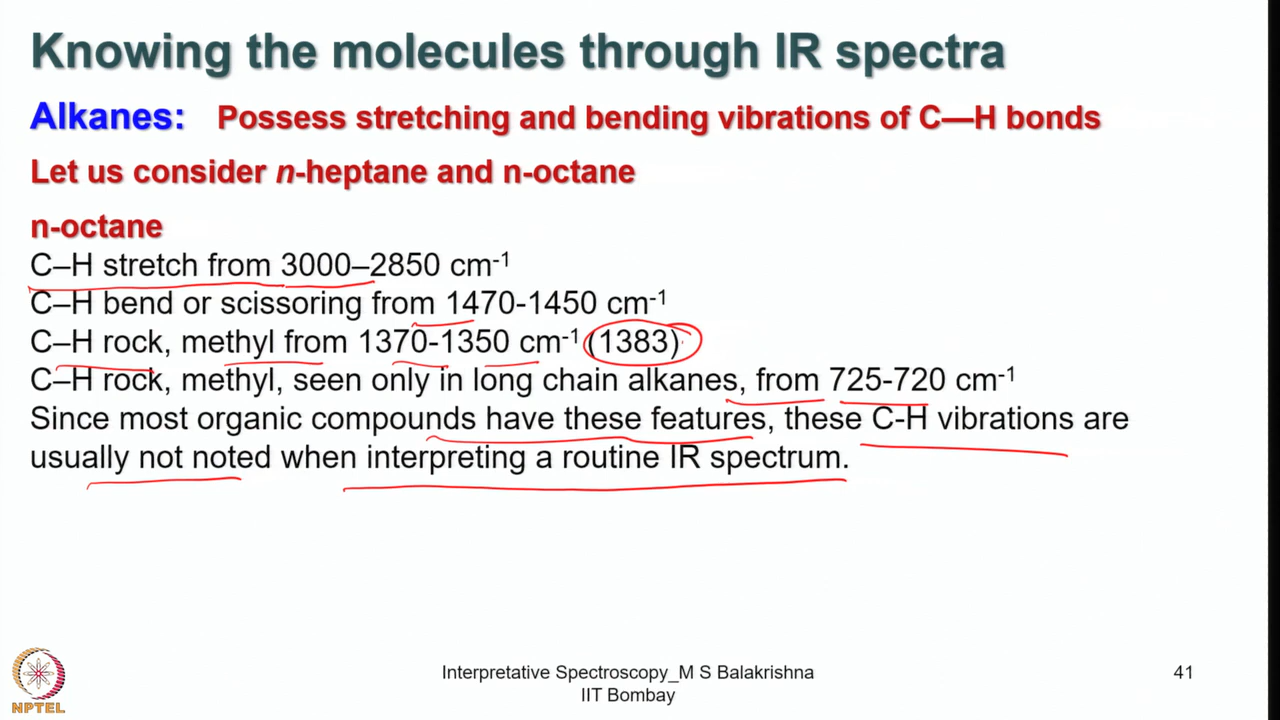 Knowing the molecules through IR spectra
Alkanes: Possess stretching and bending vibrations of C—H bonds
Let us consider n-heptane and n-octane
n-octane
C–H stretch from 3000–2850 cm-1
C–H bend or scissoring from 1470-1450 cm-1
C–H rock, methyl from 1370-1350 cm-1 (1383)
C–H rock, methyl, seen only in long chain alkanes, from 725-720 cm-1
Since most organic compounds have these features, these C-H vibrations are
usually not noted when interpreting a routine IR spectrum.
NPTEL
Interpretative Spectroscopy_M S Balakrishna
IIT Bombay
41